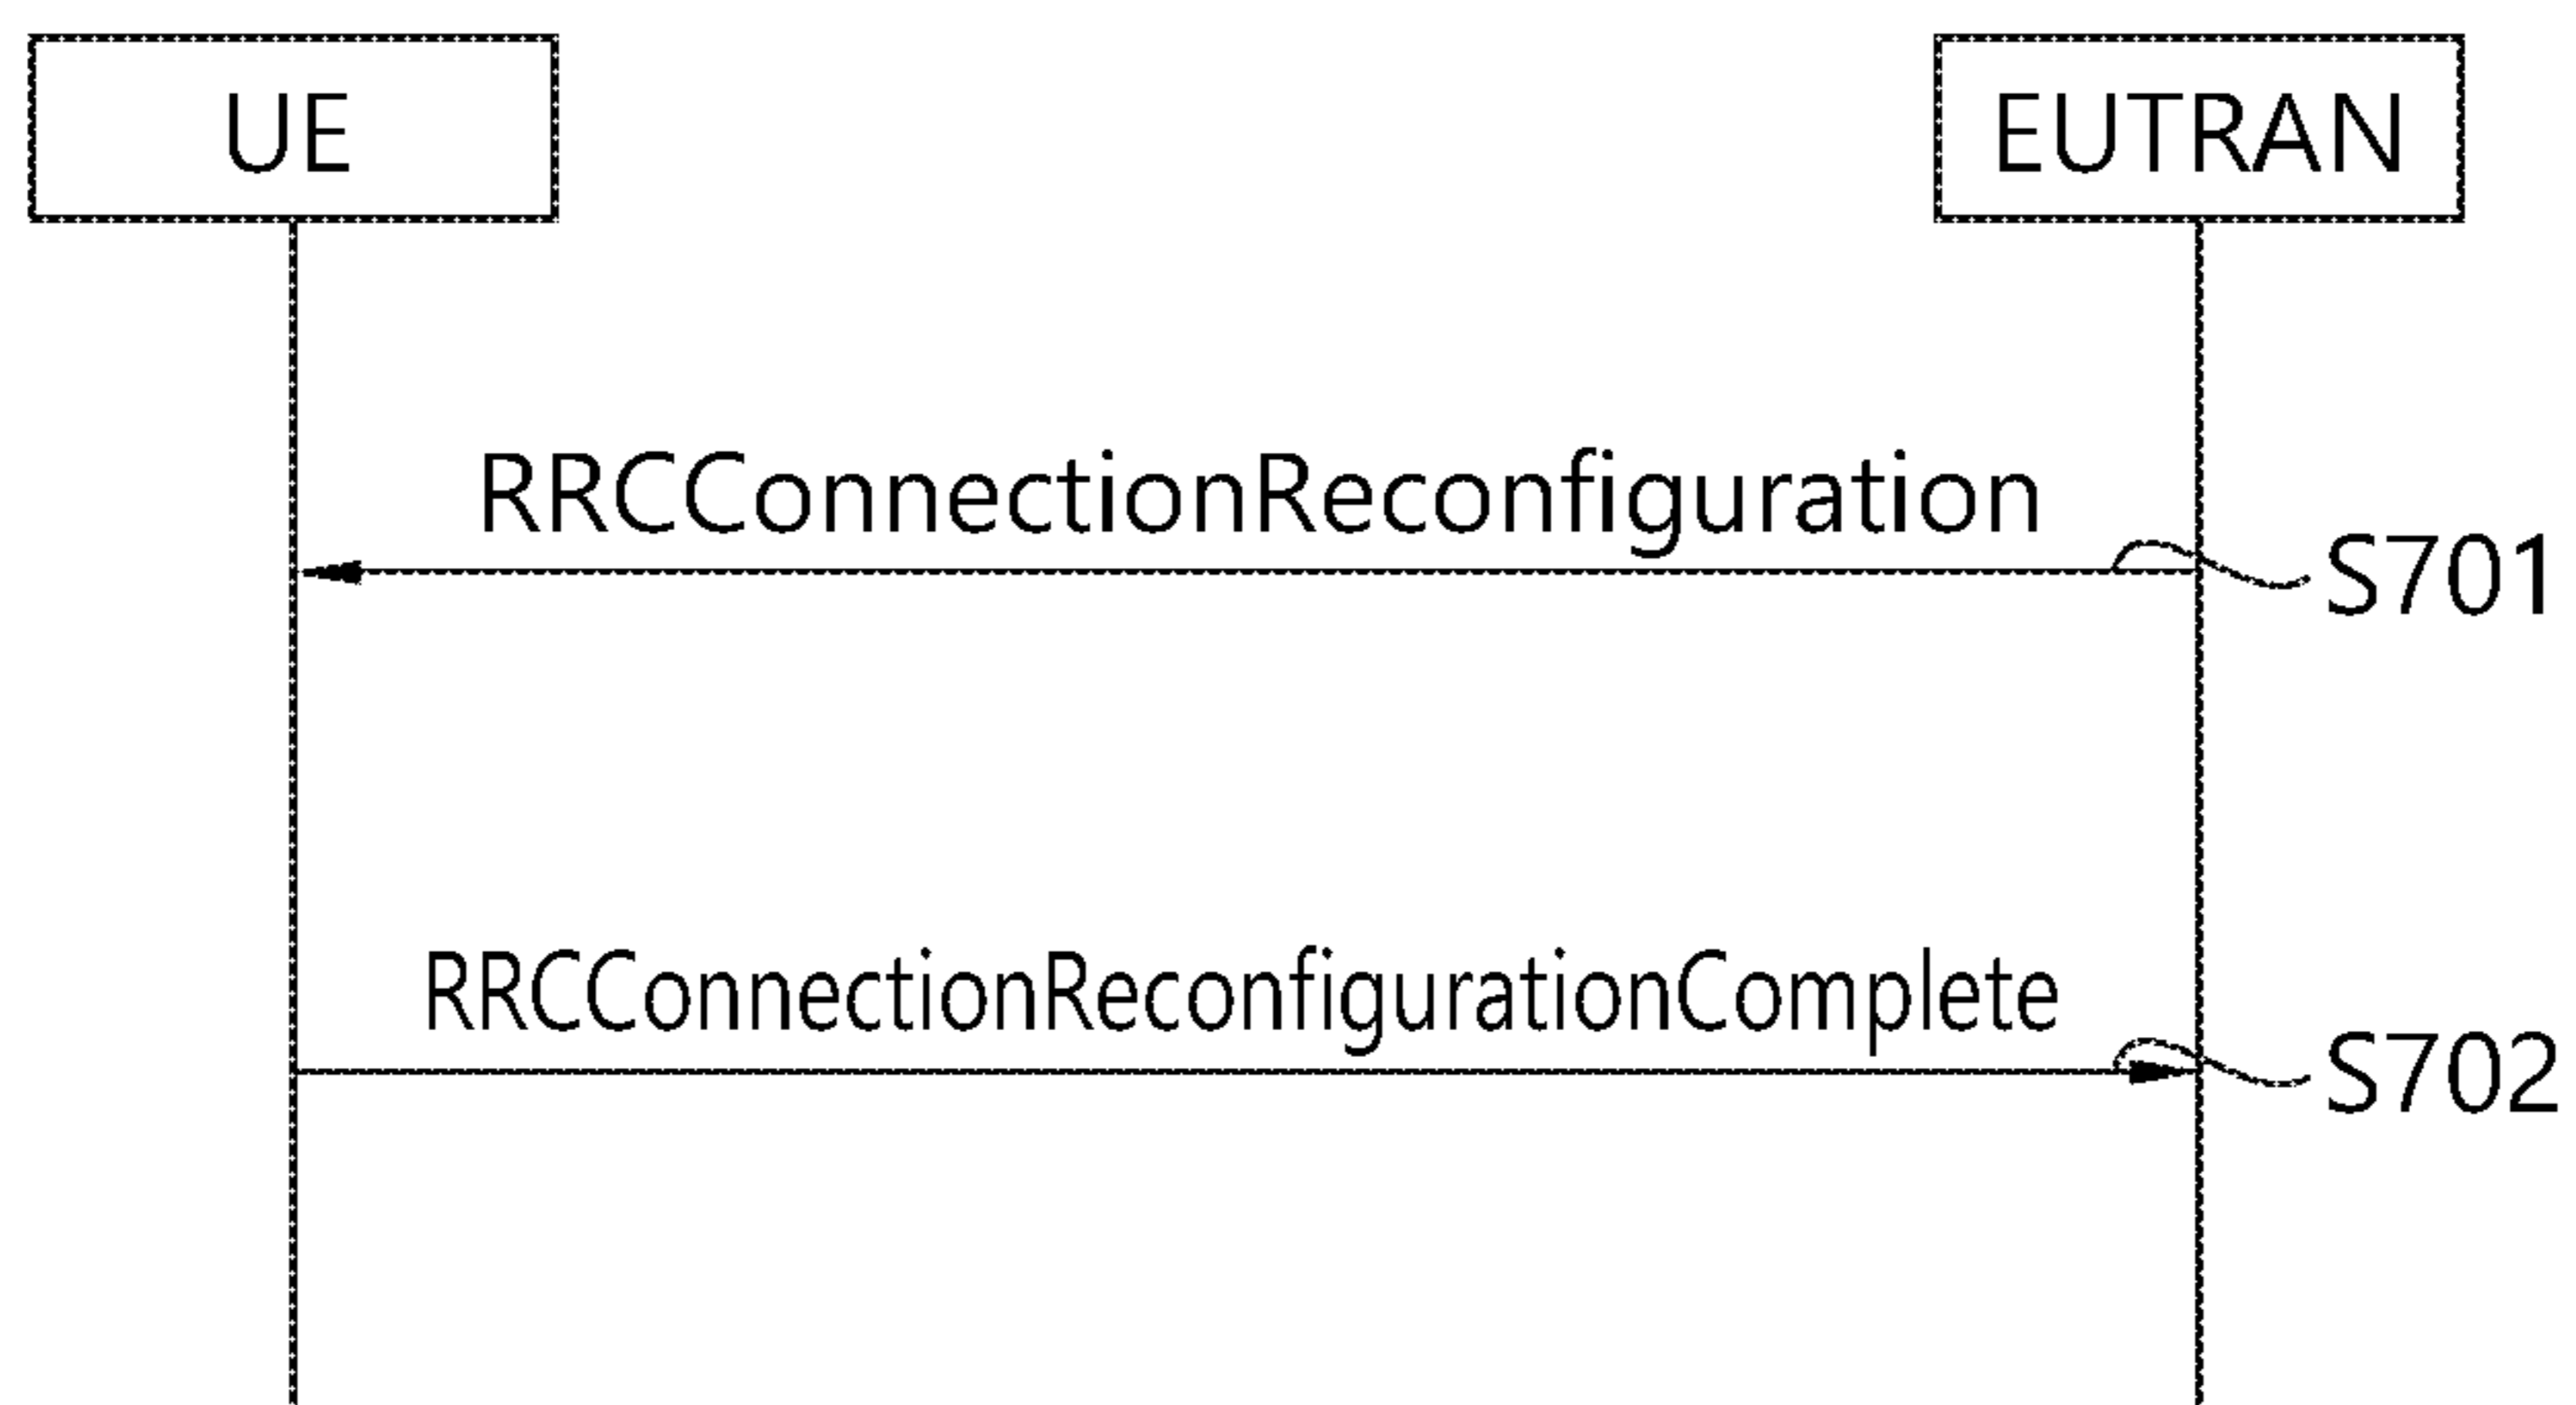 UE
EUTRAN
RRCConnectionReconfiguration
S701
RRCConnectionReconfigurationComplete
S702